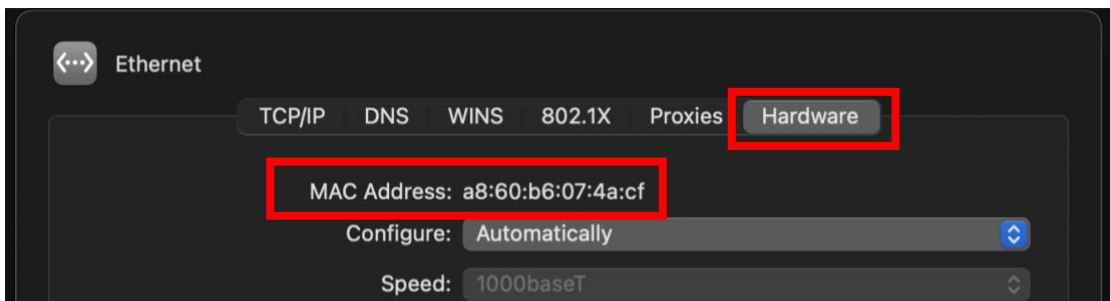 Ethernet
TCP/IP DNS WINS 802.1X Proxies Hardware
MAC Address: a8:60:b6:07:4a:cf
Configure: Automatically
Speed: 1000baseT